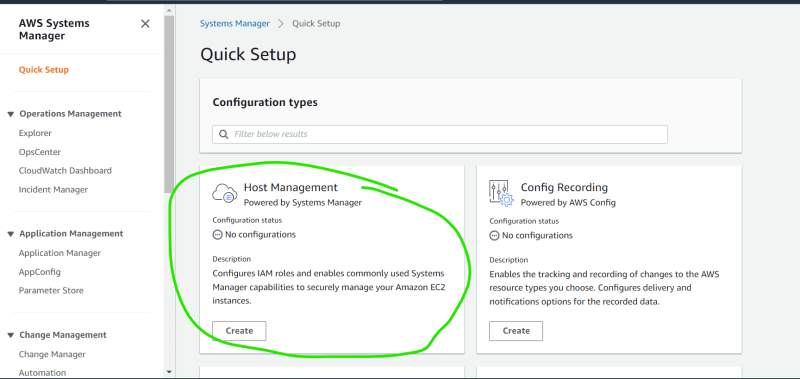 AWS Systems
Manager
Quick Setup
Operations Management
Explorer
OpsCenter
CloudWatch Dashboard
Incident Manager
Application Management
Application Manager
AppConfig
Parameter Store
Change Management
Change Manager
Automation
Systems Manager > Quick Setup
Quick Setup
Configuration types
Filter below results
Host Management
Powered by Systems Manager
Configuration status
No configurations
Description
Configures IAM roles and enables commonly used Systems
Manager capabilities to securely manage your Amazon EC2
instances.
Create
Config Recording
Powered by AWS Config
Configuration status
No configurations
Description
Enables the tracking and recording of changes to the AWS
resource types you choose. Configures delivery and
notifications options for the recorded data.
Create